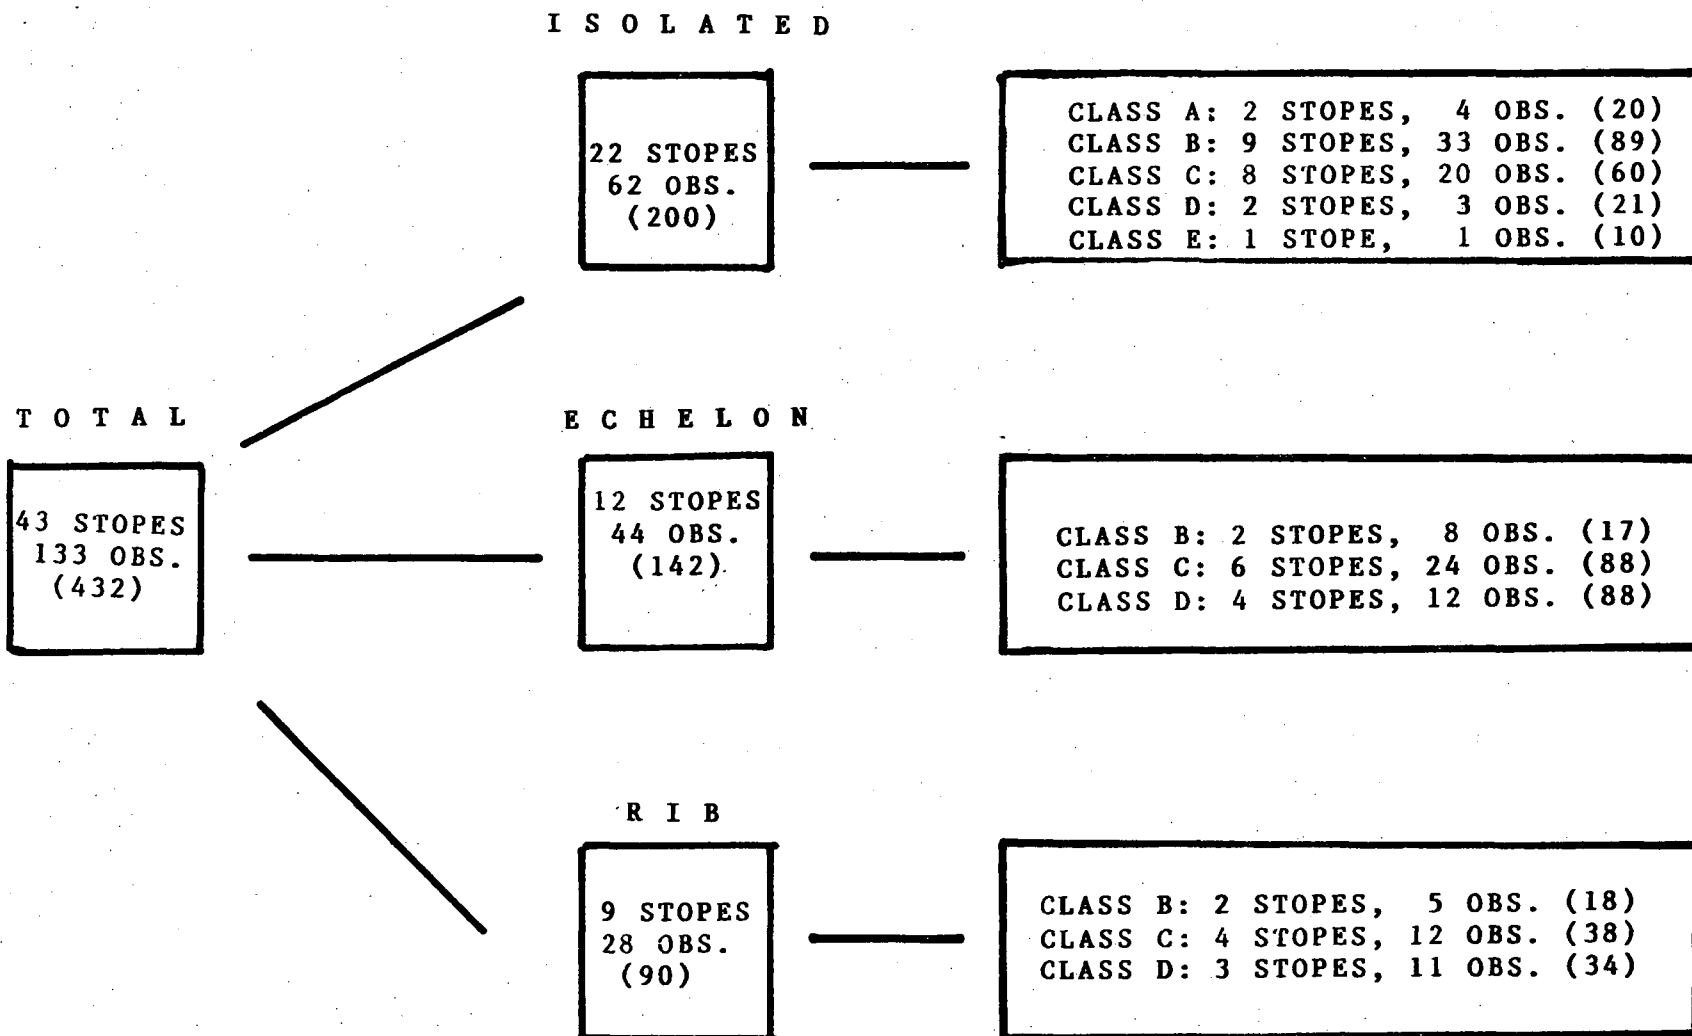 I S O L A T E D
22 STOPES
62 OBS.
(200)
CLASS A: 2 STOPES, 4 OBS. (20)
CLASS B: 9 STOPES, 33 OBS. (89)
CLASS C: 8 STOPES, 20 OBS. (60)
CLASS D: 2 STOPES, 3 OBS. (21)
CLASS E: 1 STOPE, 1 OBS. (10)
T O T A L
43 STOPES
133 OBS.
(432)
E C H E L O N
12 STOPES
44 OBS.
(142)
CLASS B: 2 STOPES, 8 OBS. (17)
CLASS C: 6 STOPES, 24 OBS. (88)
CLASS D: 4 STOPES, 12 OBS. (88)
R I B
9 STOPES
28 OBS.
(90)
CLASS B: 2 STOPES, 5 OBS. (18)
CLASS C: 4 STOPES, 12 OBS. (38)
CLASS D: 3 STOPES, 11 OBS. (34)